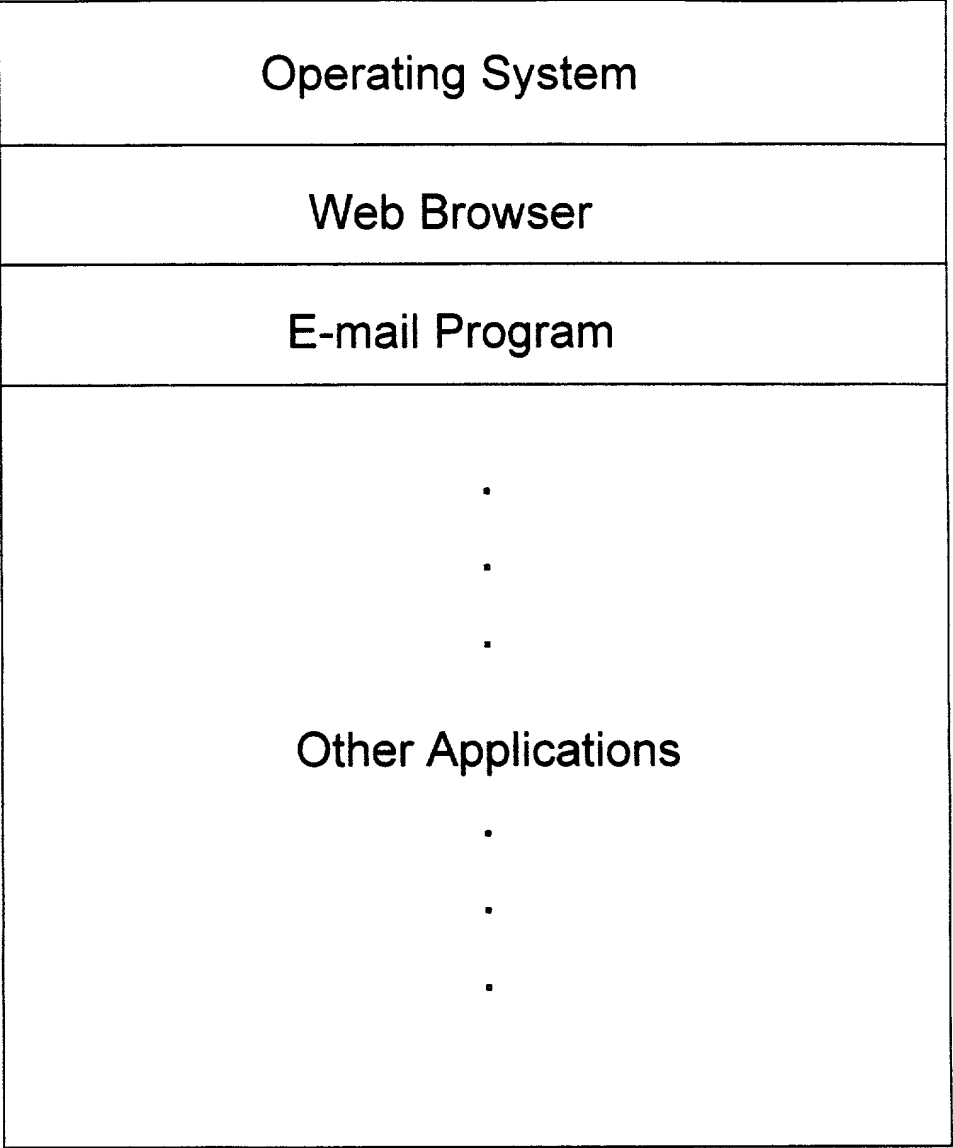 Operating System
Web Browser
E-mail Program
.
.
.
Other Applications
.
.
.